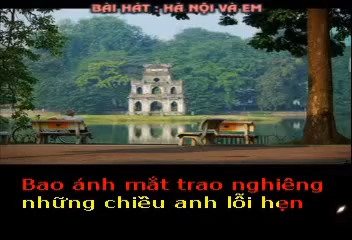 BÀI HÁT : HÀ NỘI VÀ EM
Bao ánh mắt trao nghiêng
những chiều anh lỗi hẹn